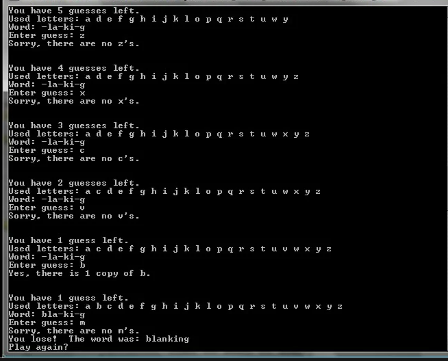 You have 5 guesses left.
Used letters: a d e f g h i j k l o p q r s t u w y
Word: -la-ki-g
Enter guess: z
Sorry, there are no z's.
You have 4 guesses left.
Used letters: a d e f g h i j k l o p q r s t u w y z
Word: -la-ki-g
Enter guess: x
Sorry, there are no x's.
You have 3 guesses left.
Used letters: a d e f g h i j k l o p q r s t u w x y z
Word: -la-ki-g
Enter guess: c
Sorry, there are no c's.
You have 2 guesses left.
Used letters: a c d e f g h i j k l o p q r s t u w x y z
Word: -la-ki-g
Enter guess: v
Sorry, there are no v's.
You have 1 guess left.
Used letters: a c d e f g h i j k l o p q r s t u v w x y z
Word: -la-ki-g
Enter guess: b
Yes, there is 1 copy of b.
You have 1 guess left.
Used letters: a b c d e f g h i j k l o p q r s t u v w x y z
Word: bla-ki-g
Enter guess: m
Sorry, there are no m's.
You lose!  The word was: blanking
Play again?